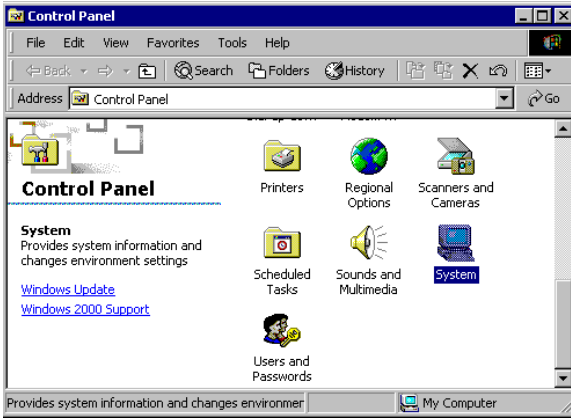 Control Panel
File Edit View Favorites Tools Help
Back Search Folders History
Address Control Panel Go
Control Panel
System
Provides system information and
changes environment settings
Windows Update
Windows 2000 Support
Printers
Regional
Options
Scanners and
Cameras
Scheduled
Tasks
Sounds and
Multimedia
System
Users and
Passwords
Provides system information and changes environmer
My Computer